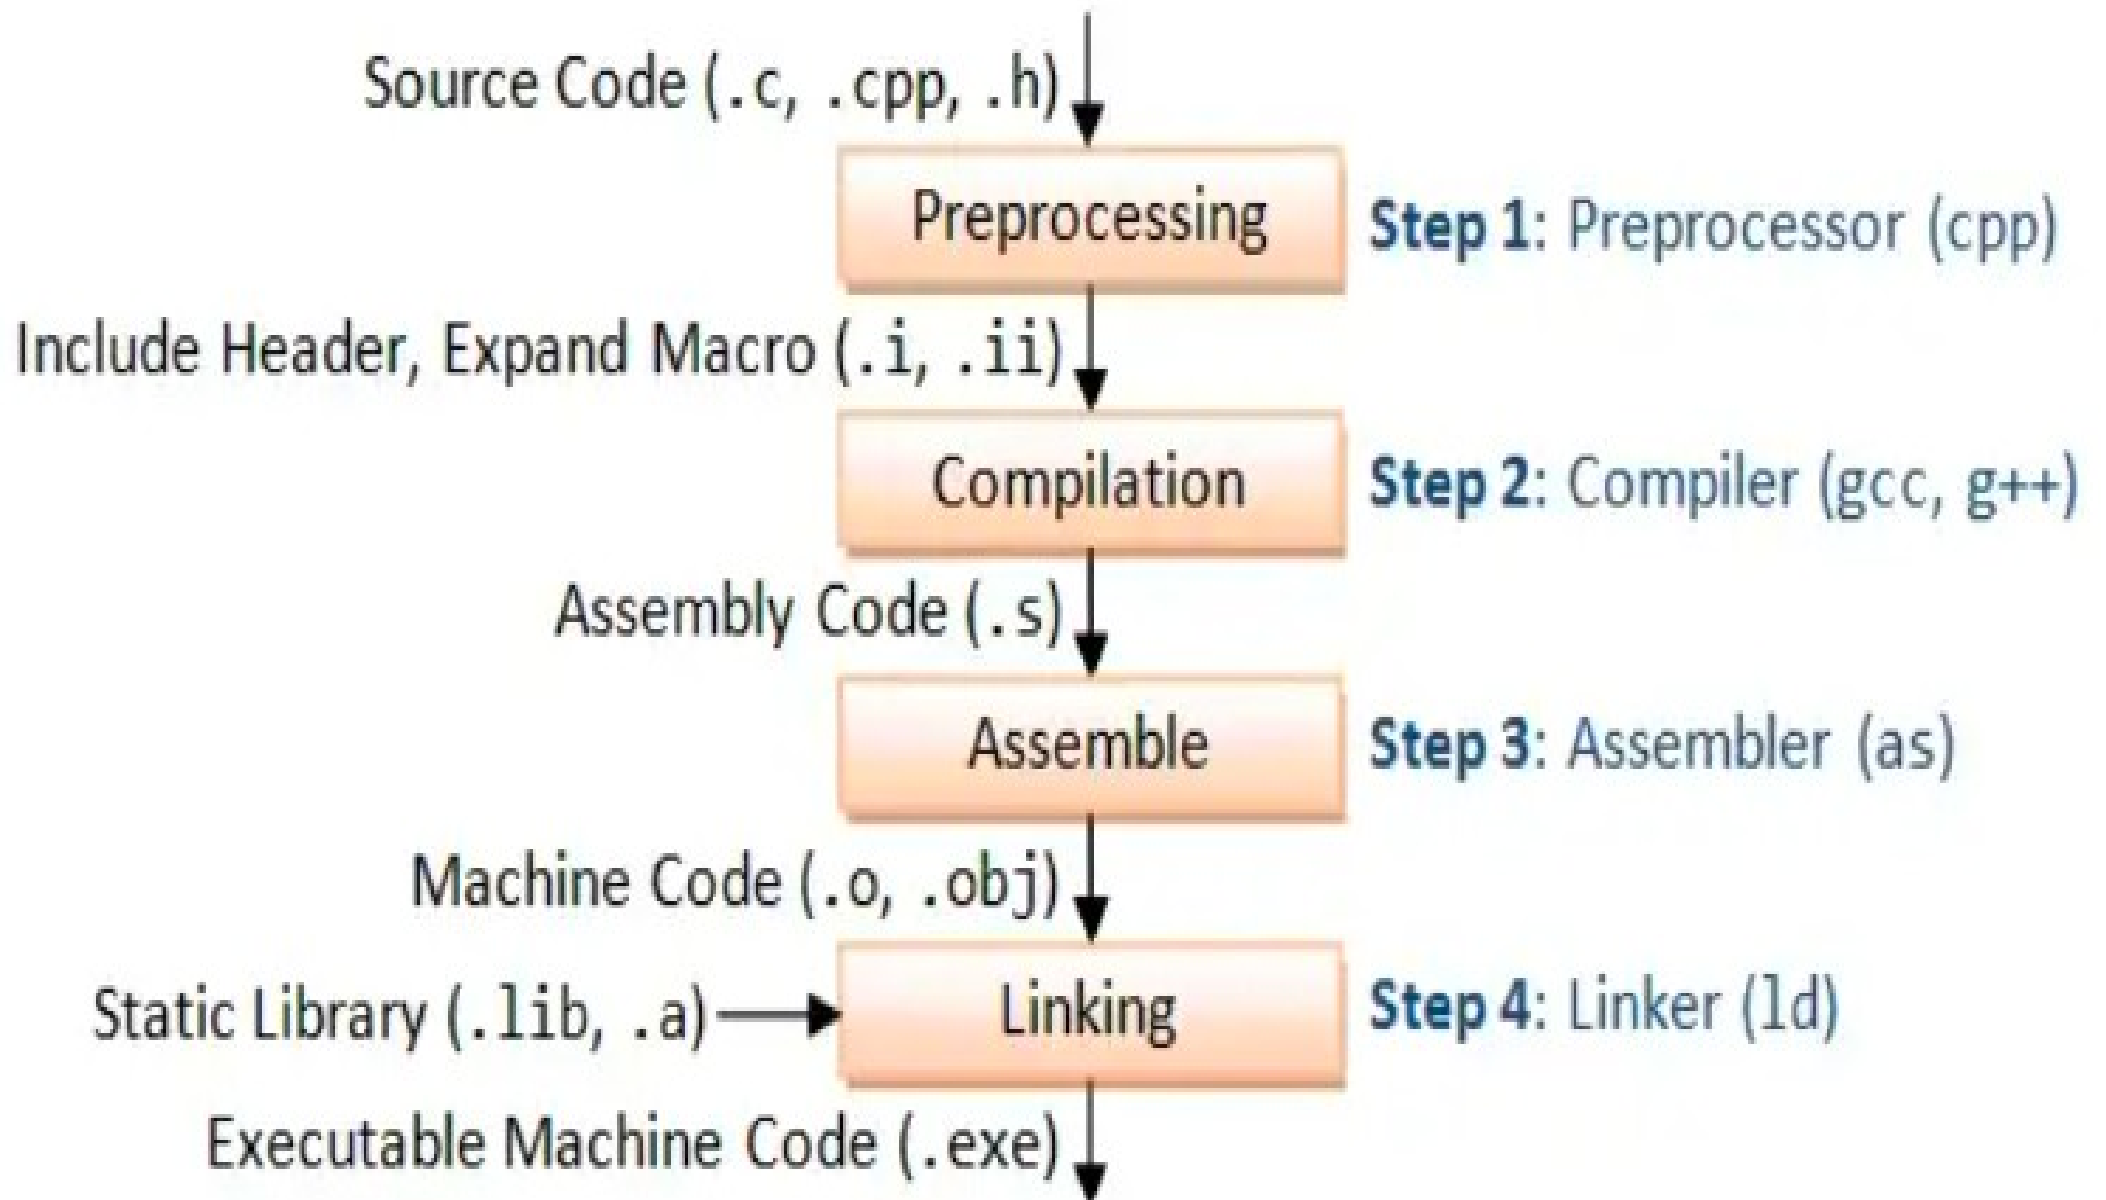 Source Code (.c, .cpp, .h)
Preprocessing
Step 1: Preprocessor (cpp)
Include Header, Expand Macro (.i, .ii)
Compilation
Step 2: Compiler (gcc, g++)
Assembly Code (.s)
Assemble
Step 3: Assembler (as)
Machine Code (.o, .obj)
Static Library (.lib, .a)
Linking
Step 4: Linker (ld)
Executable Machine Code (.exe)